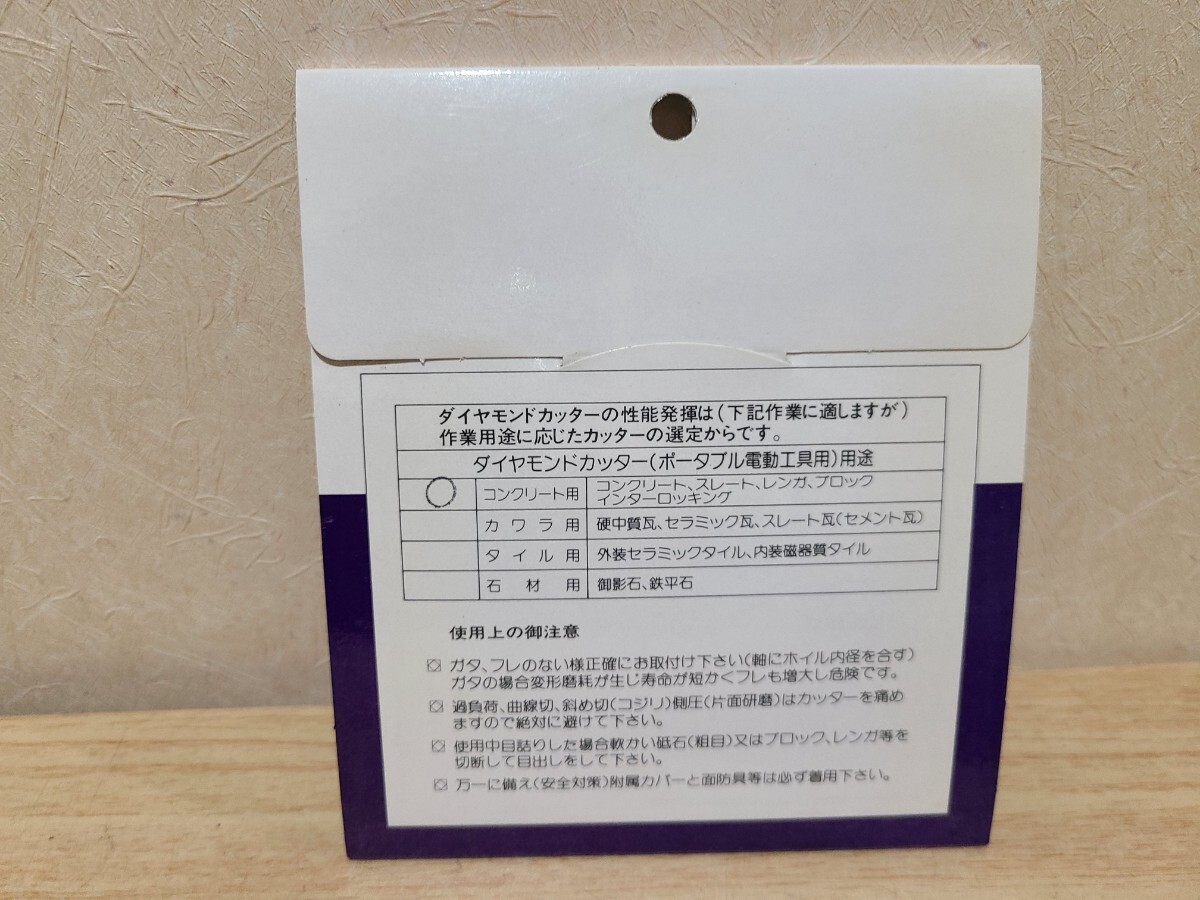 ダイヤモンドカッターの性能発揮は(下記作業に適しますが)
作業用途に応じたカッターの選定からです。
ダイヤモンドカッター(ポータブル電動工具用)用途
○ コンクリート用 コンクリート、スレート、レンガ、ブロック
インターロッキング
カワラ用 硬中質瓦、セラミック瓦、スレート瓦(セメント瓦)
タイル用 外装セラミックタイル、内装磁器質タイル
石材用 御影石、鉄平石
使用上の御注意
ガタ、フレのない様正確にお取付け下さい(軸にホイル内径を合す)
ガタの場合変形磨耗が生じ寿命が短かくフレも増大し危険です。
過負荷、曲線切、斜め切(コジリ)側圧(片面研磨)はカッターを痛め
ますので絶対に避けて下さい。
使用中目詰りした場合軟かい砥石(粗目)又はブロック、レンガ等を
切断して目出しをして下さい。
万一に備え(安全対策)附属カバーと面防具等は必ず着用下さい。